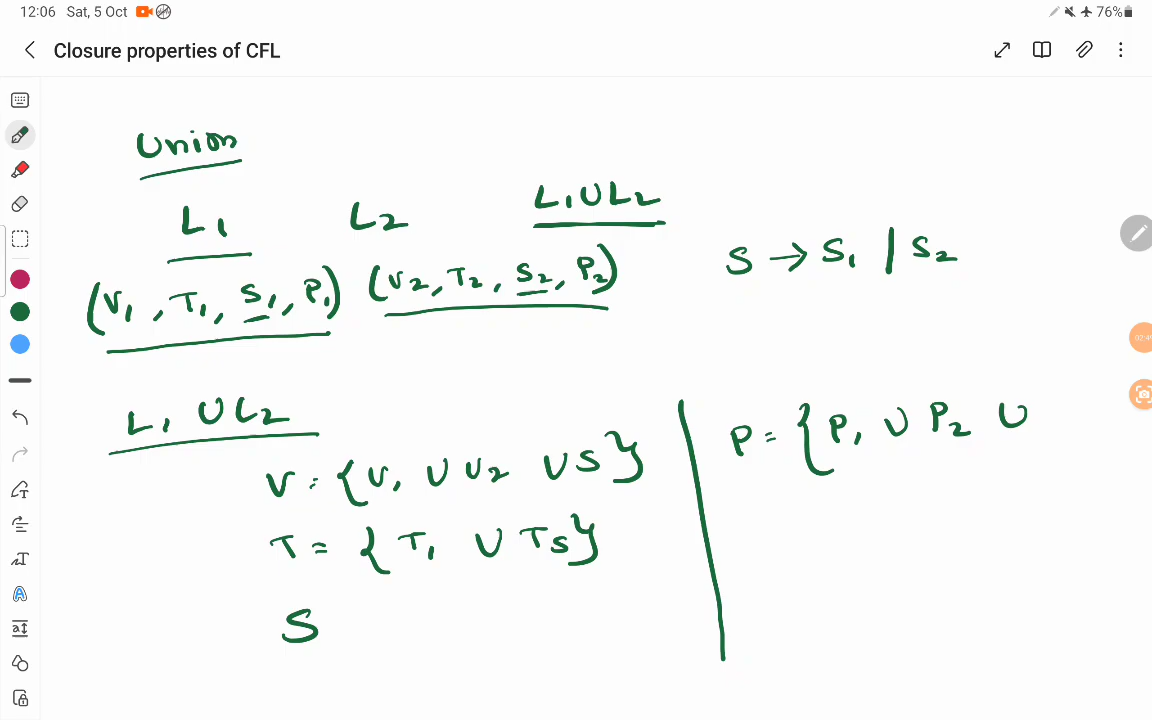 12:06 Sat, 5 Oct 76%
Closure properties of CFL
Union
L1 L2 L1UL2
(V1, T1, S1, P1) (V2, T2, S2, P2) S → S1 | S2
L1 U L2
V = {V1 U V2 U S}
T = {T1 U Ts}
S
P = {P1 U P2 U